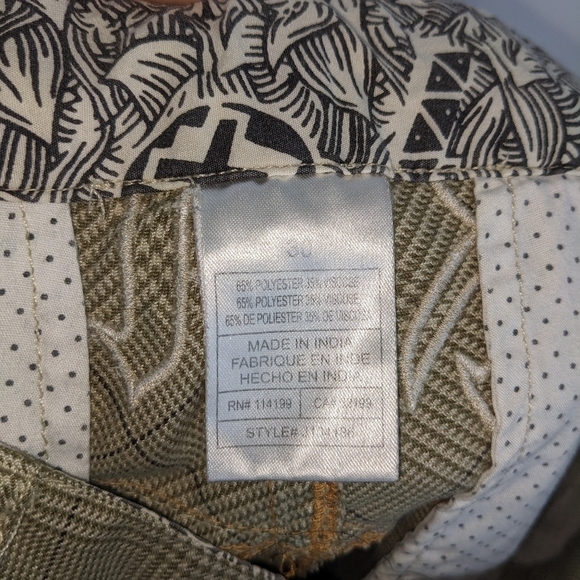 30
65% POLYESTER 35% VISCOSE
65% POLYESTER 35% VISCOSE
65% DE POLIESTER 35% DE VISCOSA
MADE IN INDIA
FABRIQUE EN INDE
HECHO EN INDIA
RN# 114199
STYLE#